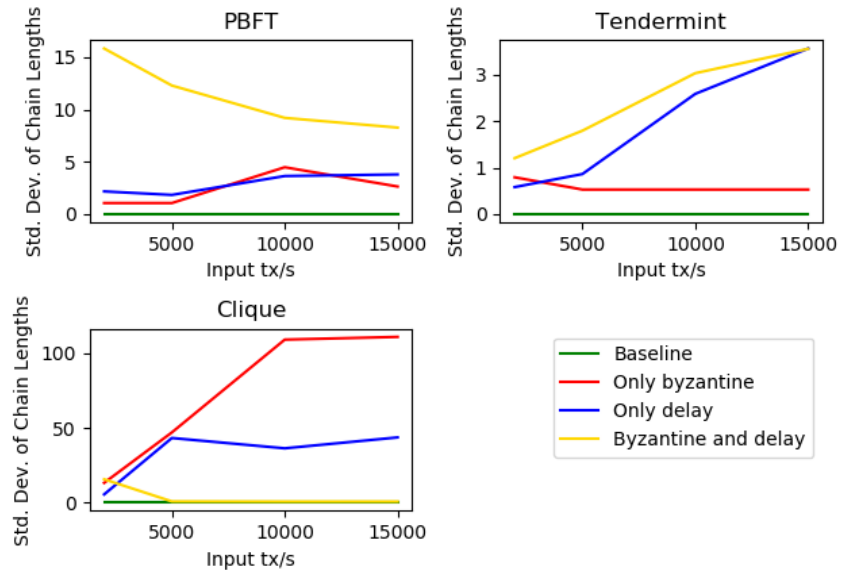 PBFT
Std. Dev. of Chain Lengths
15
10
5
0
5000 10000 15000
Input tx/s
Tendermint
Std. Dev. of Chain Lengths
3
2
1
0
5000 10000 15000
Input tx/s
Clique
Std. Dev. of Chain Lengths
100
50
0
5000 10000 15000
Input tx/s
Baseline
Only byzantine
Only delay
Byzantine and delay